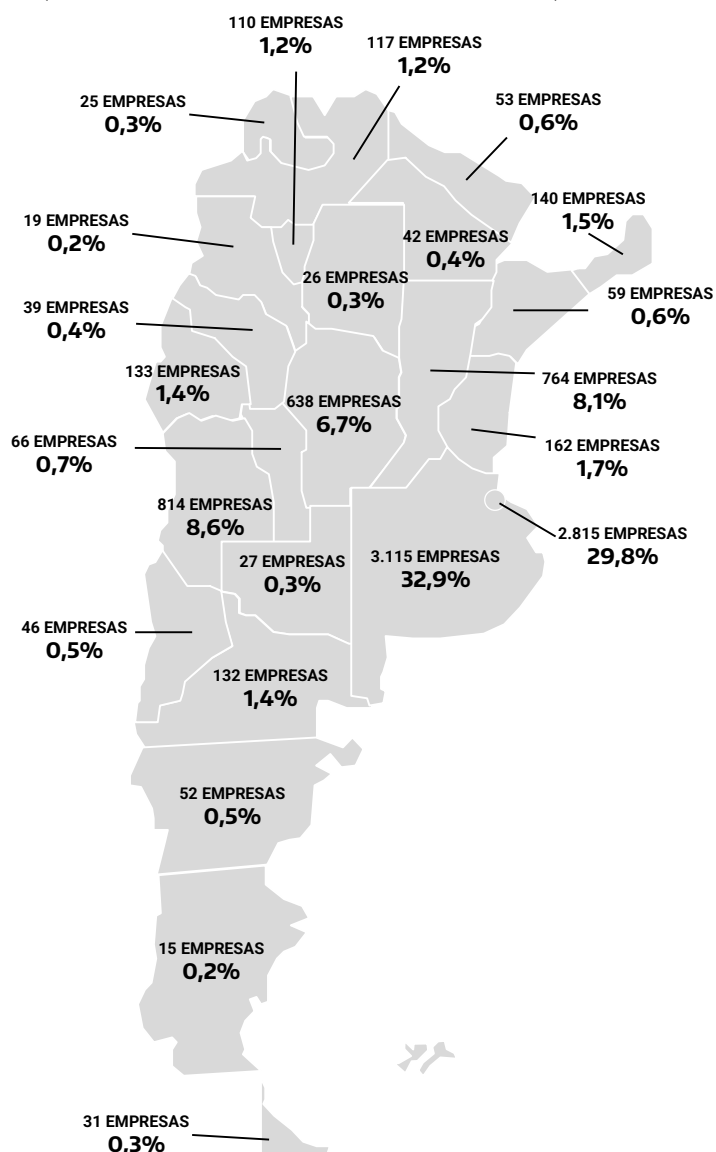 110 EMPRESAS
1,2%
117 EMPRESAS
1,2%
25 EMPRESAS
0,3%
53 EMPRESAS
0,6%
140 EMPRESAS
1,5%
19 EMPRESAS
0,2%
42 EMPRESAS
0,4%
26 EMPRESAS
0,3%
59 EMPRESAS
0,6%
39 EMPRESAS
0,4%
133 EMPRESAS
1,4%
764 EMPRESAS
8,1%
638 EMPRESAS
6,7%
66 EMPRESAS
0,7%
162 EMPRESAS
1,7%
814 EMPRESAS
8,6%
2.815 EMPRESAS
29,8%
27 EMPRESAS
0,3%
3.115 EMPRESAS
32,9%
46 EMPRESAS
0,5%
132 EMPRESAS
1,4%
52 EMPRESAS
0,5%
15 EMPRESAS
0,2%
31 EMPRESAS
0,3%